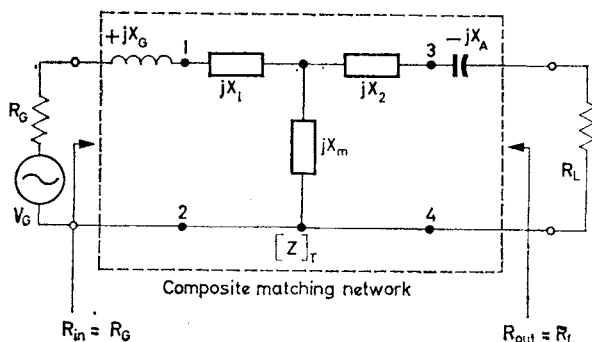 +jX_G
1
3
-jX_A
jX_1
jX_2
R_G
jX_m
R_L
V_G
2
4
[Z]_T
Composite matching network
R_in = R_G
R_out = R_L